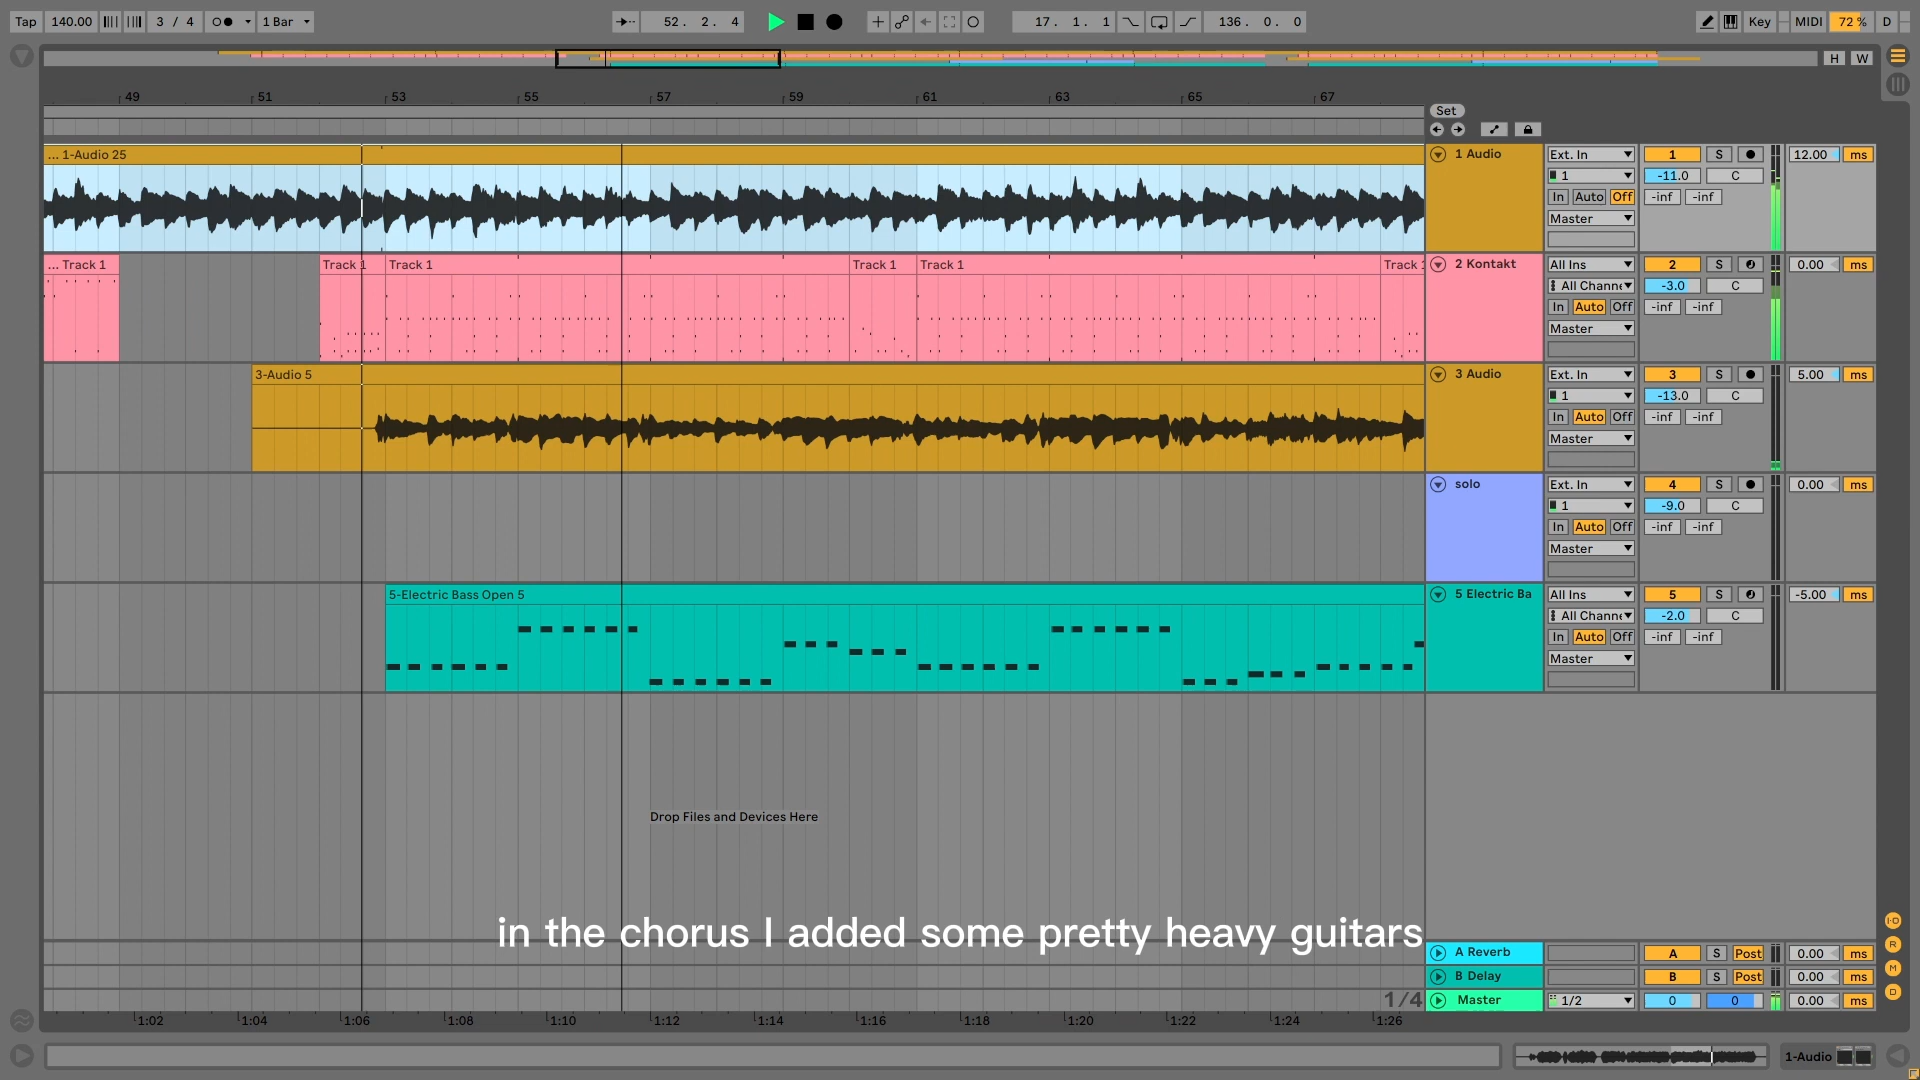 Tap 140.00 3 / 4 1 Bar 52. 2. 4 17. 1. 1 136. 0. 0 Key MIDI 72 % D
H W
49 51 53 55 57 59 61 63 65 67
Set
... 1-Audio 25
1 Audio Ext. In 1 S 12.00 ms
1 -11.0 C
In Auto Off -inf -inf
Master
... Track 1 Track 1 Track 1 Track 1 Track 1 Track
2 Kontakt All Ins 2 S 0.00 ms
All Channe -3.0 C
In Auto Off -inf -inf
Master
3-Audio 5
3 Audio Ext. In 3 S 5.00 ms
1 -13.0 C
In Auto Off -inf -inf
Master
solo Ext. In 4 S 0.00 ms
1 -9.0 C
In Auto Off -inf -inf
Master
5-Electric Bass Open 5
5 Electric Ba All Ins 5 S -5.00 ms
All Channe -2.0 C
In Auto Off -inf -inf
Master
Drop Files and Devices Here
in the chorus I added some pretty heavy guitars
A Reverb A S Post 0.00 ms
B Delay B S Post 0.00 ms
1/4 Master 1/2 0 0 0.00 ms
I·O
R
M
D
1:02 1:04 1:06 1:08 1:10 1:12 1:14 1:16 1:18 1:20 1:22 1:24 1:26
1-Audio